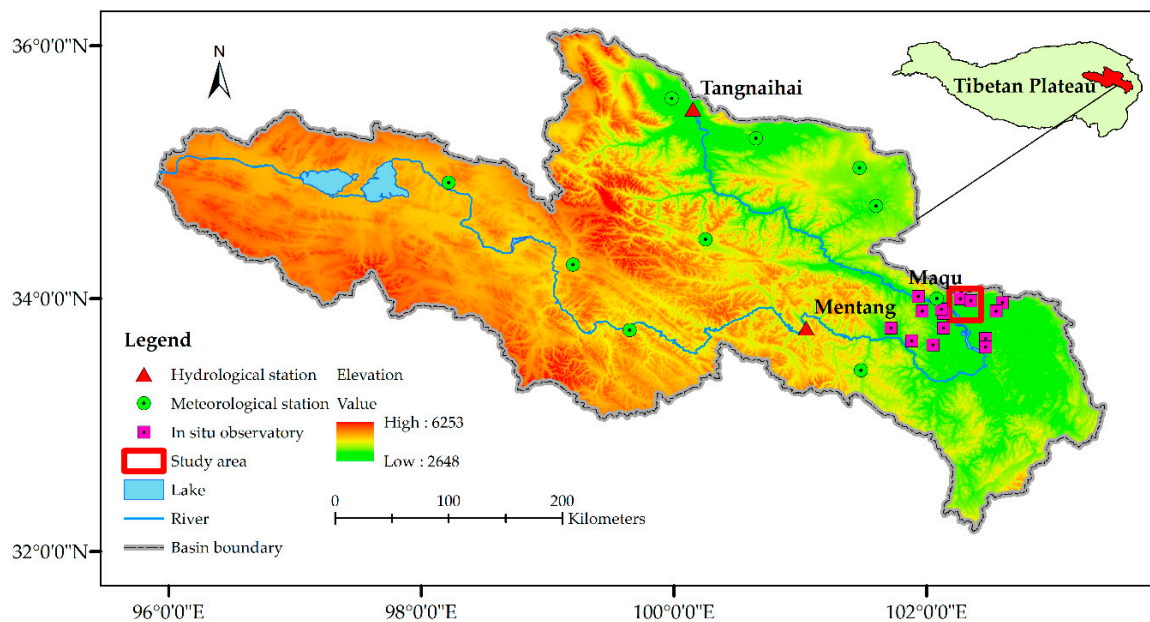 36°0'0"N
N
Tangnaihai
Tibetan Plateau
34°0'0"N
Maqu
Mentang
Legend
Hydrological station
Elevation
Meteorological station
Value
In situ observatory
High : 6253
Study area
Low : 2648
Lake
0 100 200
Kilometers
River
Basin boundary
32°0'0"N
96°0'0"E 98°0'0"E 100°0'0"E 102°0'0"E